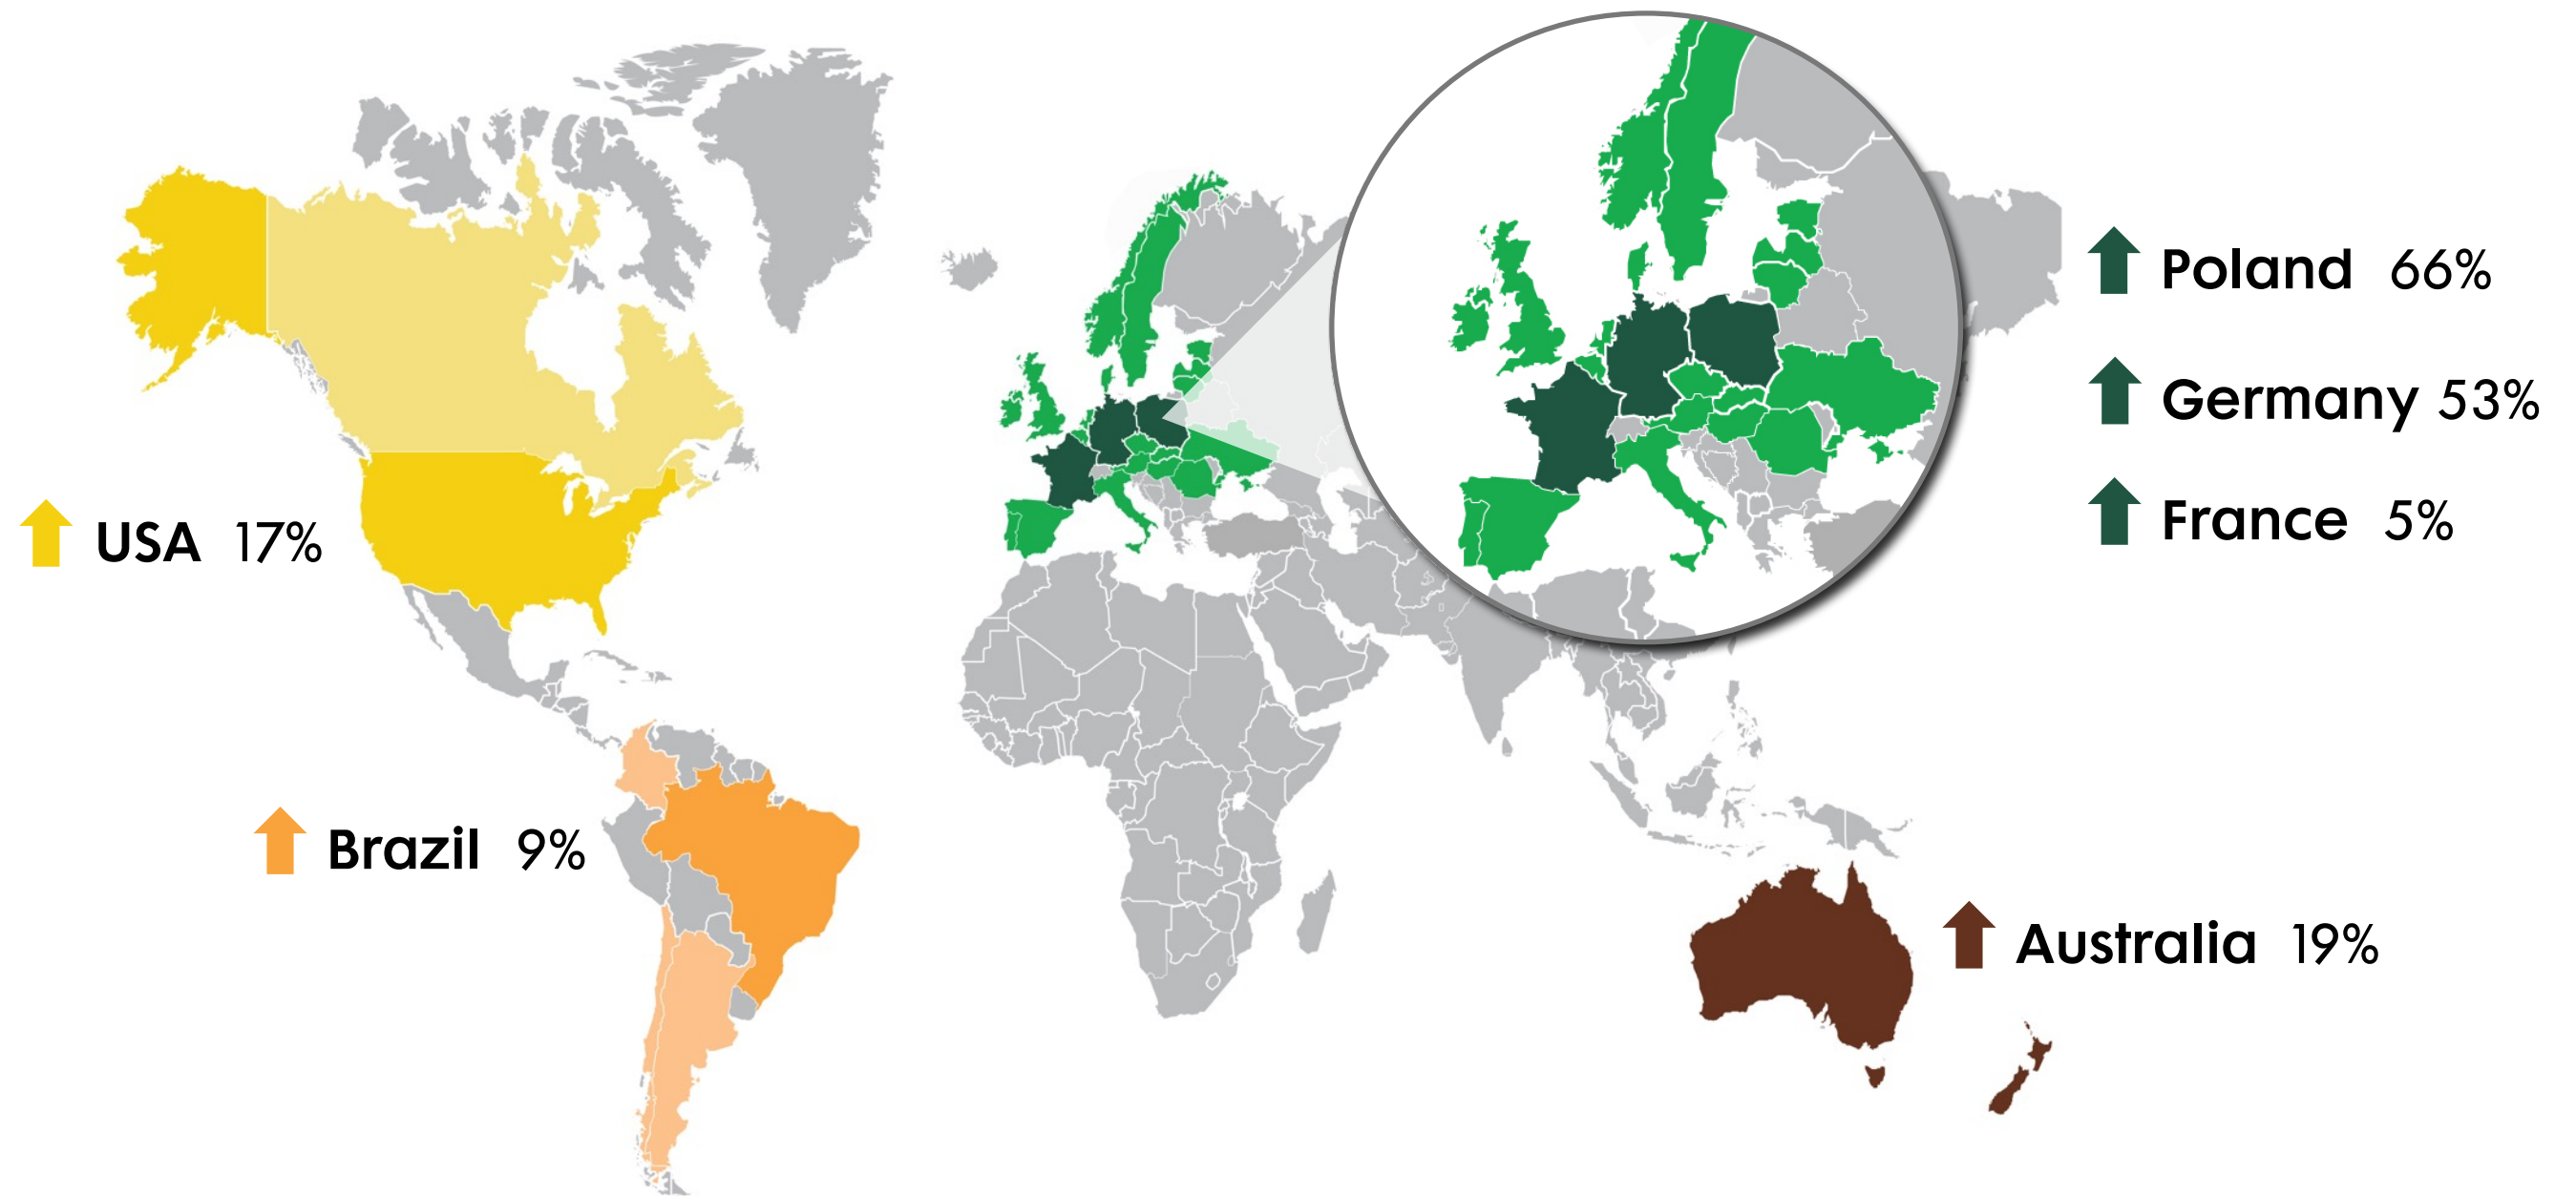 Poland 66%
Germany 53%
France 5%
USA 17%
Brazil 9%
Australia 19%